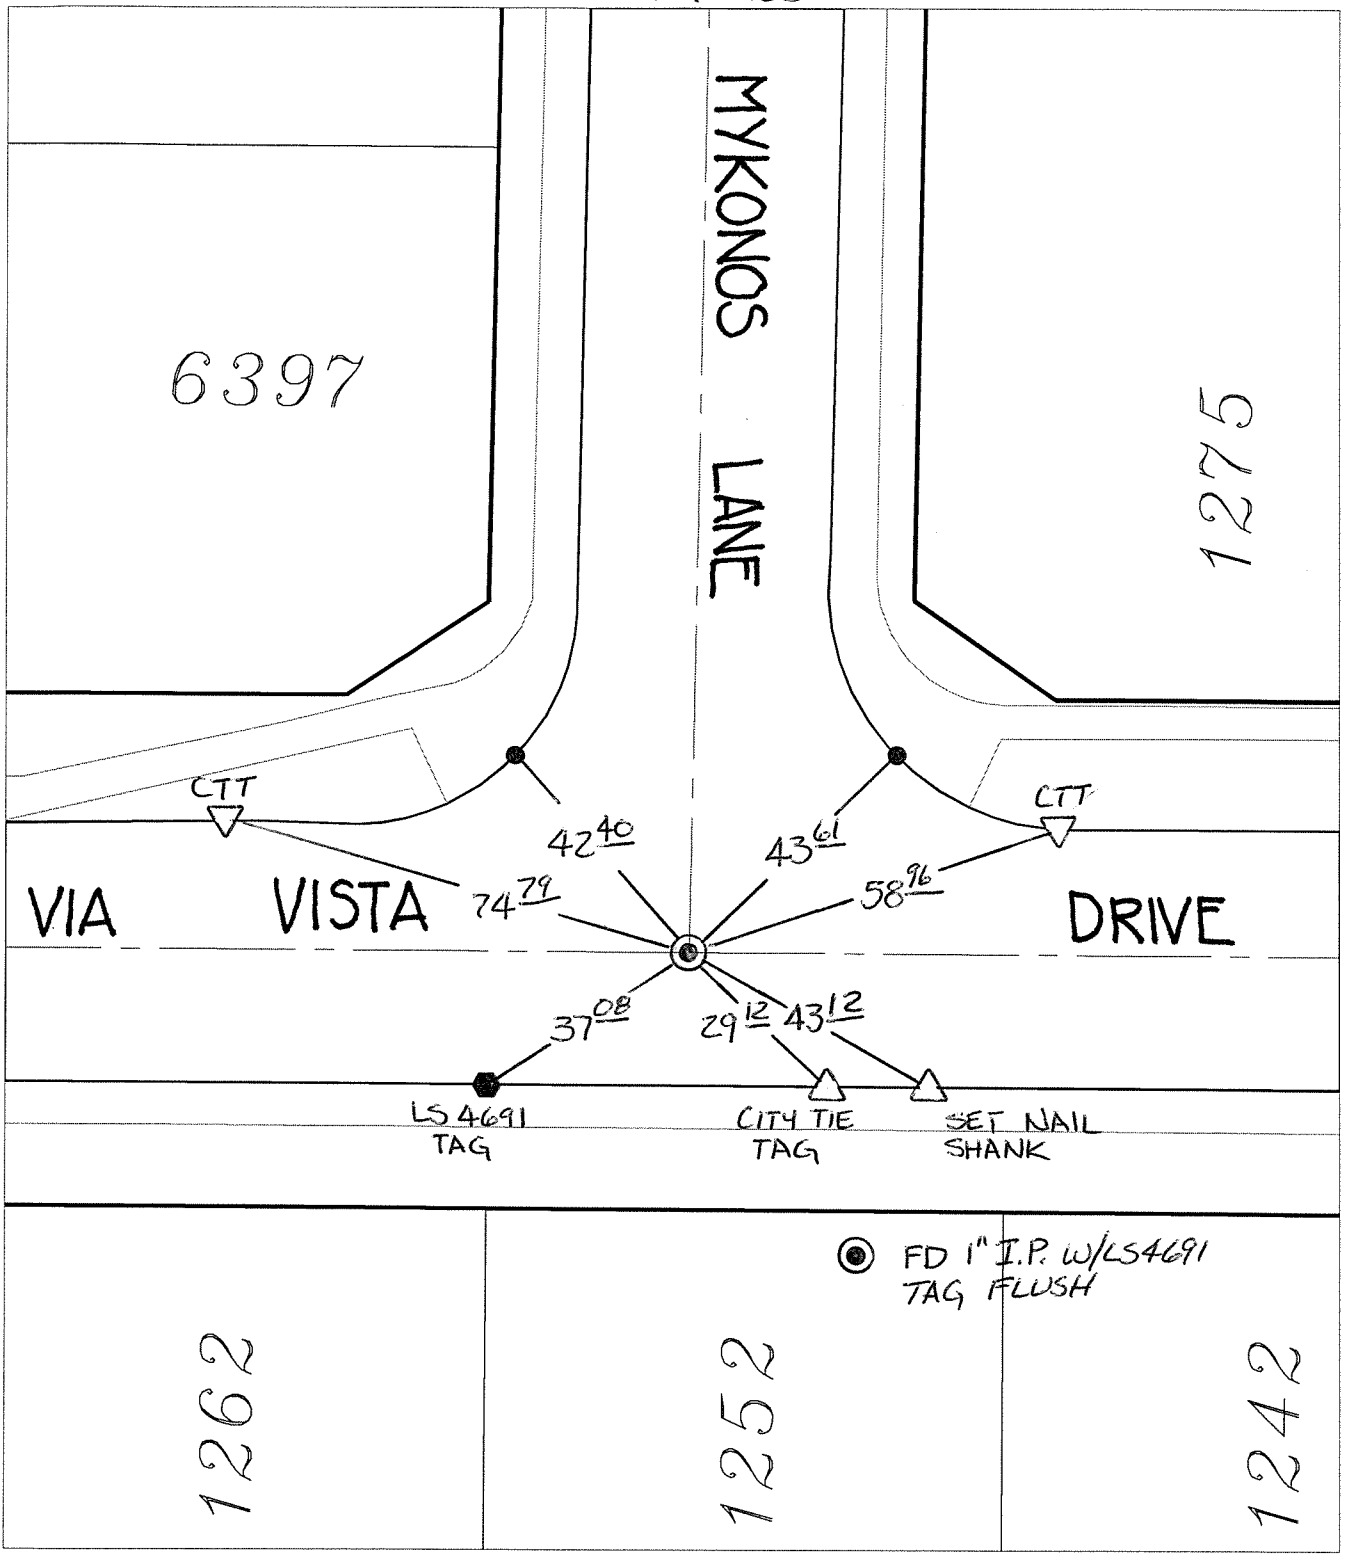 MYKONOS LANE
6397
1275
CTT
CTT
42 40
43 61
74 79
58 96
VIA VISTA DRIVE
37 08
29 12
43 12
LS 4691
TAG
CITY TIE
TAG
SET NAIL
SHANK
FD 1" I.P. W/LS4691
TAG FLUSH
1262
1252
1242